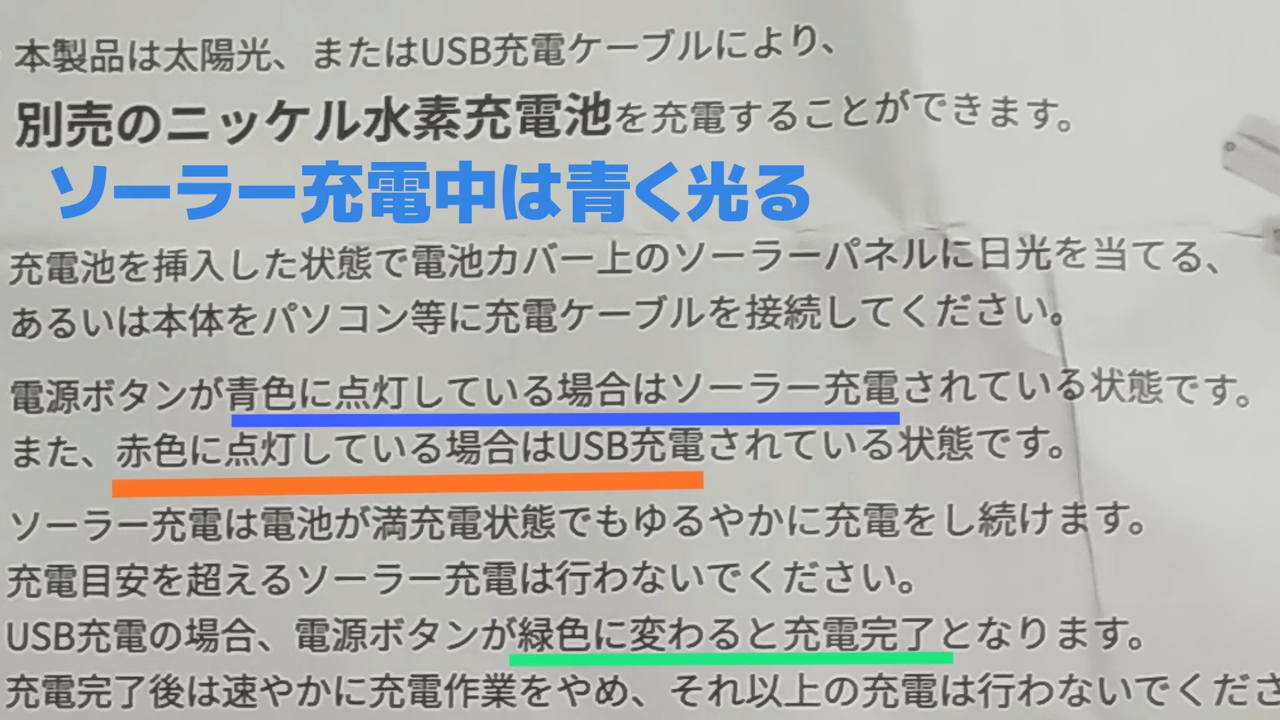 本製品は太陽光、またはUSB充電ケーブルにより、
別売のニッケル水素充電池を充電することができます。
ソーラー充電中は青く光る
充電池を挿入した状態で電池カバー上のソーラーパネルに日光を当てる、
あるいは本体をパソコン等に充電ケーブルを接続してください。
電源ボタンが青色に点灯している場合はソーラー充電されている状態です。
また、赤色に点灯している場合はUSB充電されている状態です。
ソーラー充電は電池が満充電状態でもゆるやかに充電をし続けます。
充電目安を超えるソーラー充電は行わないでください。
USB充電の場合、電源ボタンが緑色に変わると充電完了となります。
充電完了後は速やかに充電作業をやめ、それ以上の充電は行わないでくださ